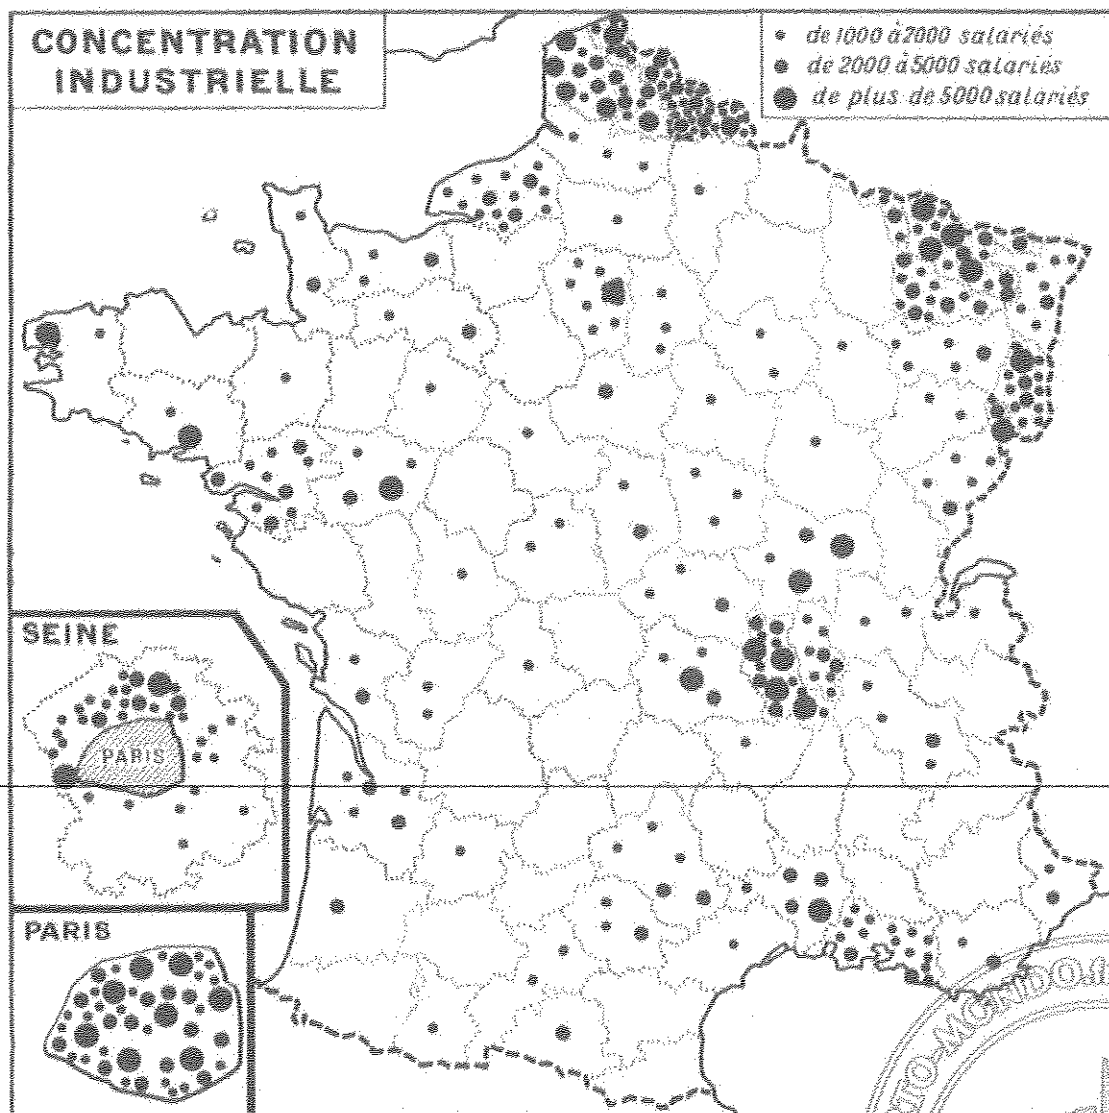 CONCENTRATION
INDUSTRIELLE
de 1000 à 2000 salariés
de 2000 à 5000 salariés
de plus de 5000 salariés
SEINE
PARIS
PARIS